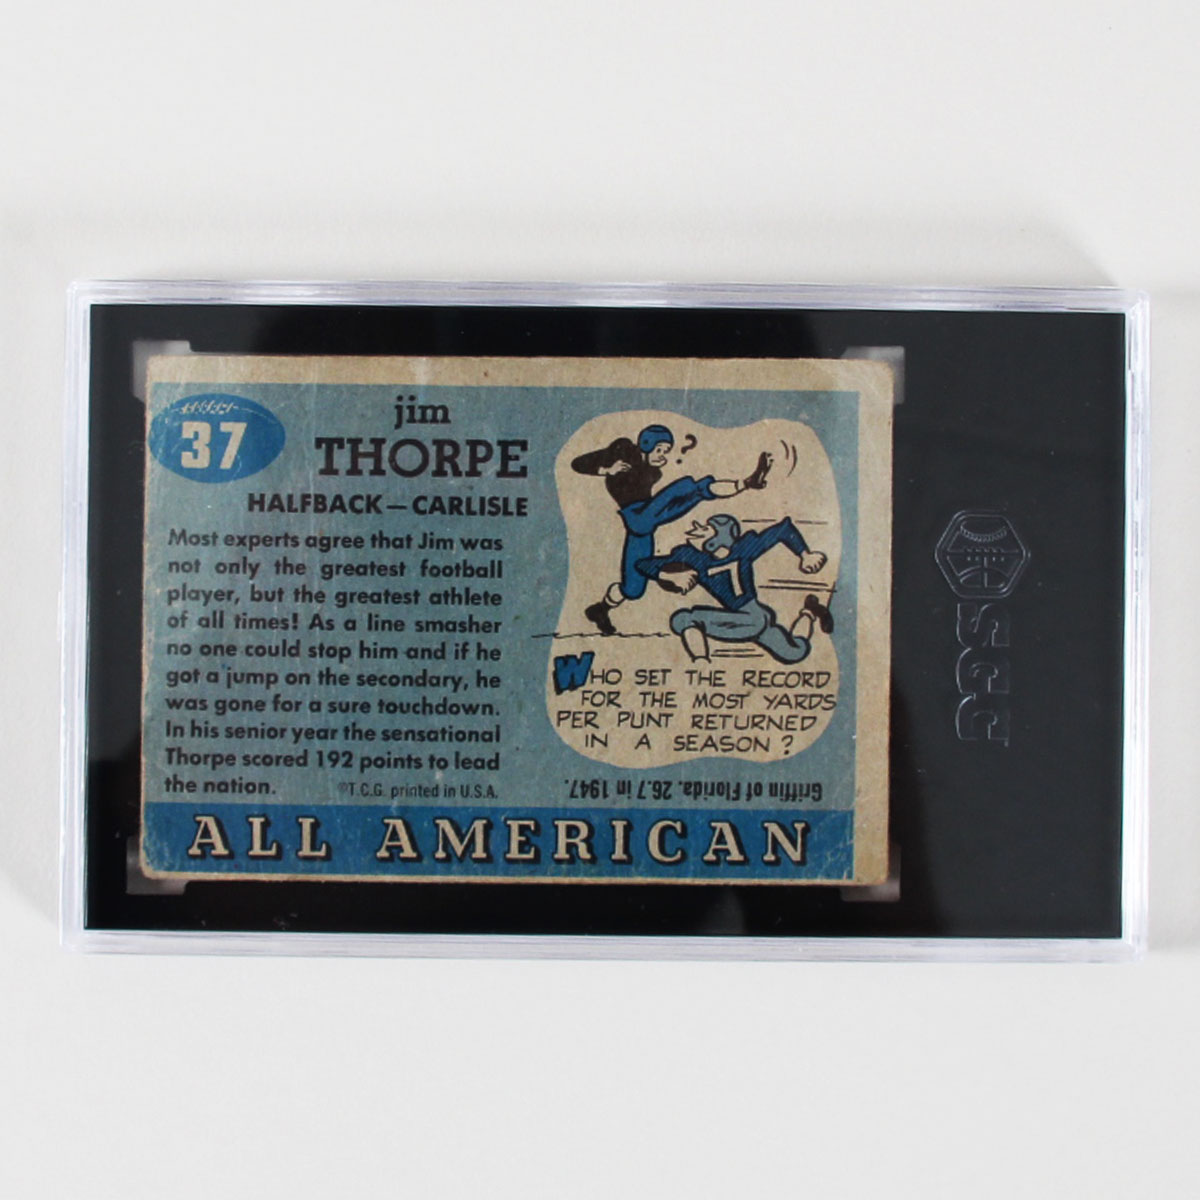 37
jim
THORPE
HALFBACK — CARLISLE
Most experts agree that Jim was
not only the greatest football
player, but the greatest athlete
of all times! As a line smasher
no one could stop him and if he
got a jump on the secondary, he
was gone for a sure touchdown.
In his senior year the sensational
Thorpe scored 192 points to lead
the nation.
©T.C.G. printed in U.S.A.
?
7
WHO SET THE RECORD
FOR THE MOST YARDS
PER PUNT RETURNED
IN A SEASON?
Griffin of Florida. 26.7 in 1947.
ALL AMERICAN
SGC